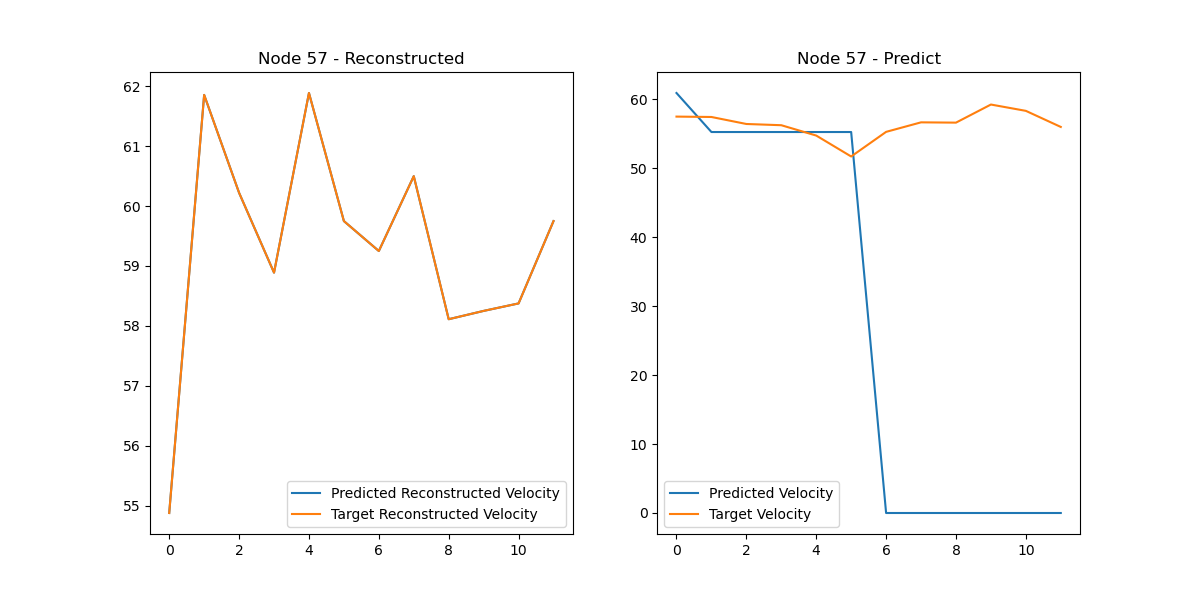 Node 57 - Reconstructed
62
61
60
59
58
57
56
55
0 2 4 6 8 10
Predicted Reconstructed Velocity
Target Reconstructed Velocity
Node 57 - Predict
60
50
40
30
20
10
0
0 2 4 6 8 10
Predicted Velocity
Target Velocity